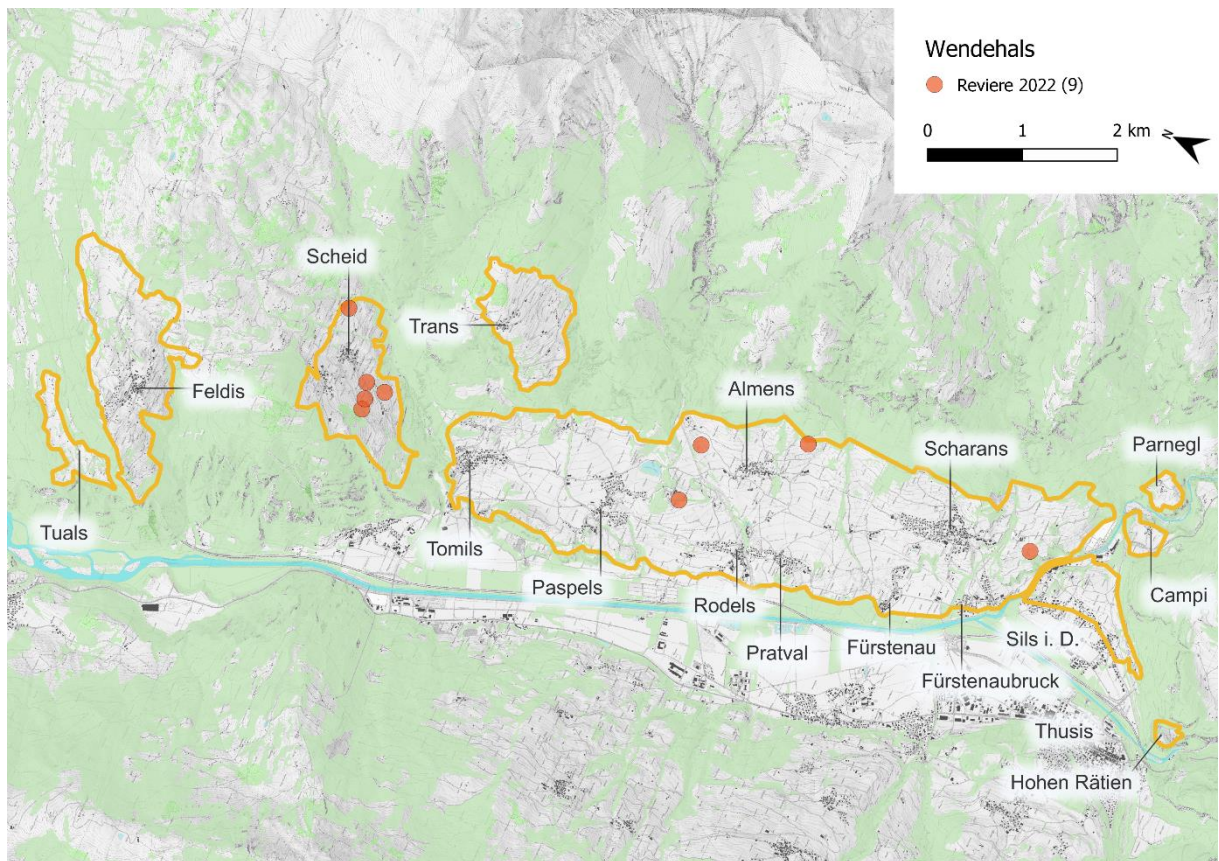 Wendehals
Reviere 2022 (9)
0 1 2 km
N
Scheid
Trans
Feldis
Almens
Scharans
Parnegl
Tuals
Tomils
Paspels
Rodels
Campi
Pratval
Fürstenau
Sils i. D.
Fürstenaubruck
Thusis
Hohen Rätien